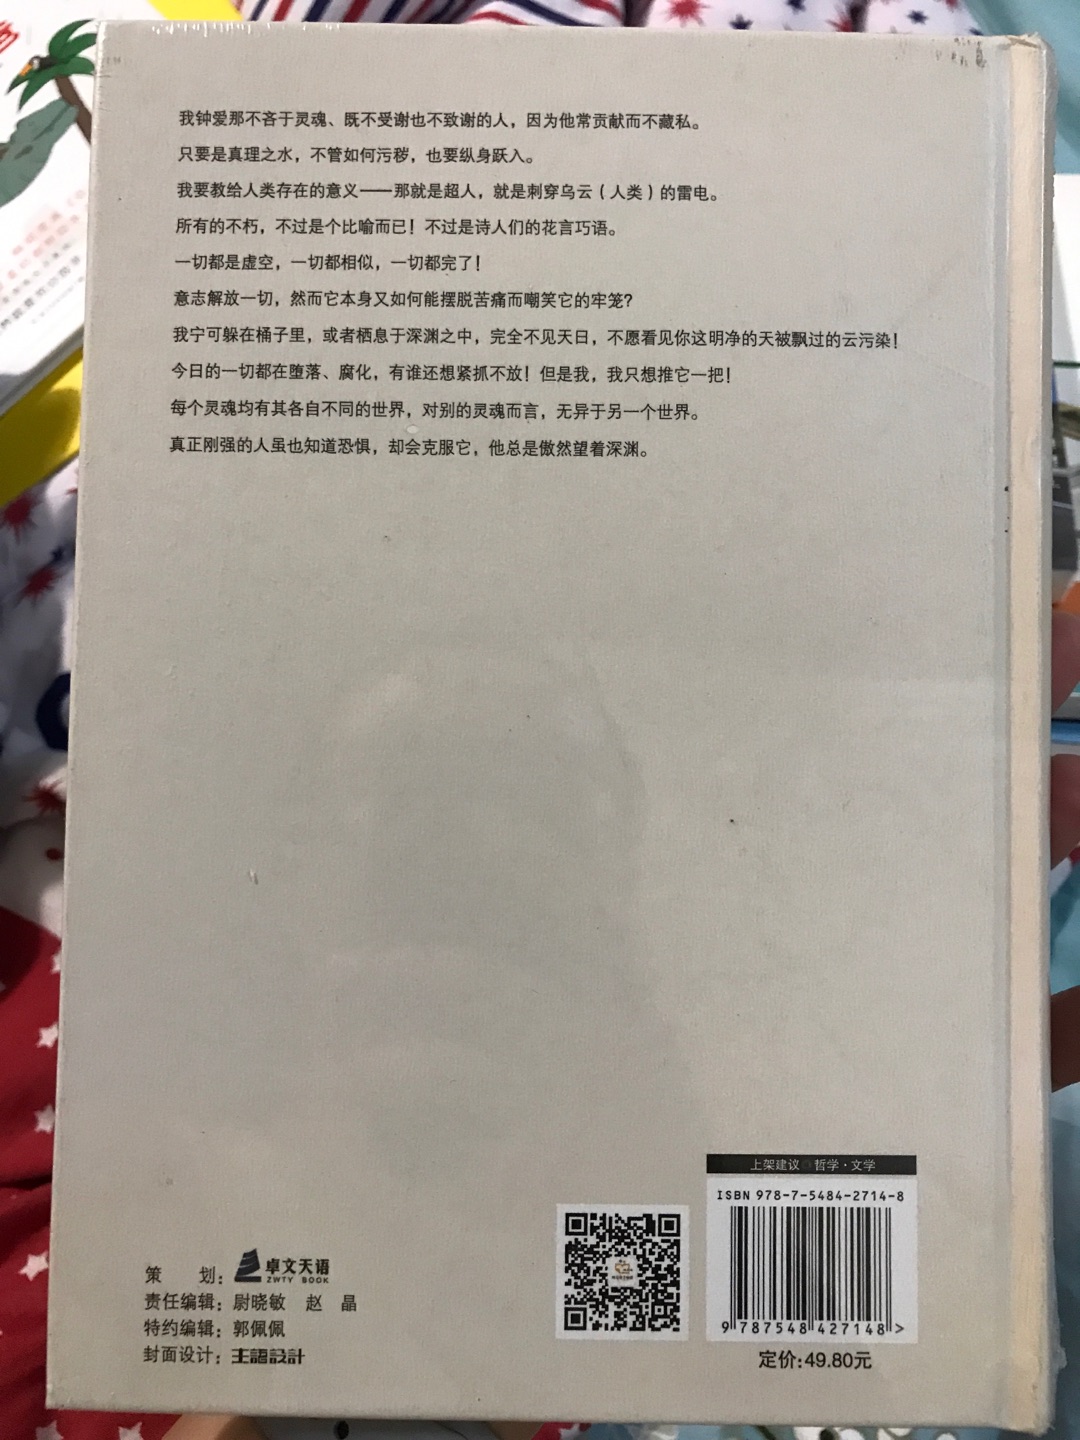 我钟爱那不吝于灵魂、既不受谢也不致谢的人，因为他常贡献而不藏私。
只要是真理之水，不管如何污秽，也要纵身跃入。
我要教给人类存在的意义——那就是超人，就是刺穿乌云（人类）的雷电。
所有的不朽，不过是个比喻而已！不过是诗人们的花言巧语。
一切都是虚空，一切都相似，一切都完了！
意志解放一切，然而它本身又如何能摆脱苦痛而嘲笑它的牢笼？
我宁可躲在桶子里，或者栖息于深渊之中，完全不见天日，不愿看见你这明净的天被飘过的云污染！
今日的一切都在堕落、腐化，有谁还想紧抓不放！但是我，我只想推它一把！
每个灵魂均有其各自不同的世界，对别的灵魂而言，无异于另一个世界。
真正刚强的人虽也知道恐惧，却会克服它，他总是傲然望着深渊。
上架建议 哲学·文学
ISBN 978-7-5484-2714-8
9 787548 427148 >
定价：49.80元
策 划：卓文天语
ZWTY BOOK
责任编辑：尉晓敏 赵 晶
特约编辑：郭佩佩
封面设计：主語設計